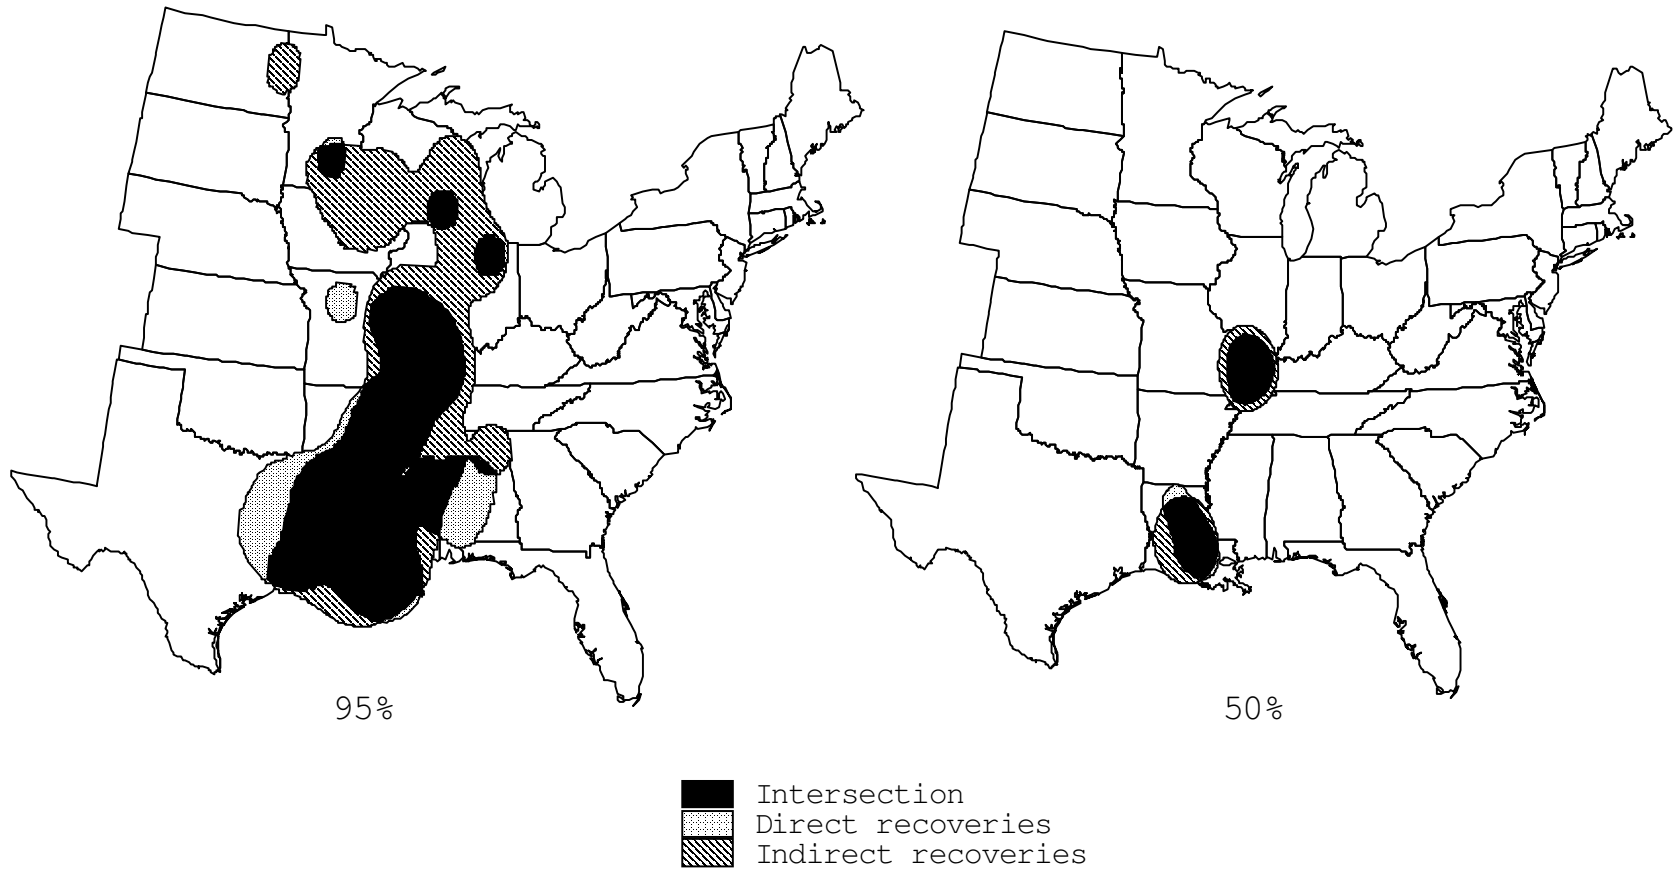 95%
50%
Intersection
Direct recoveries
Indirect recoveries